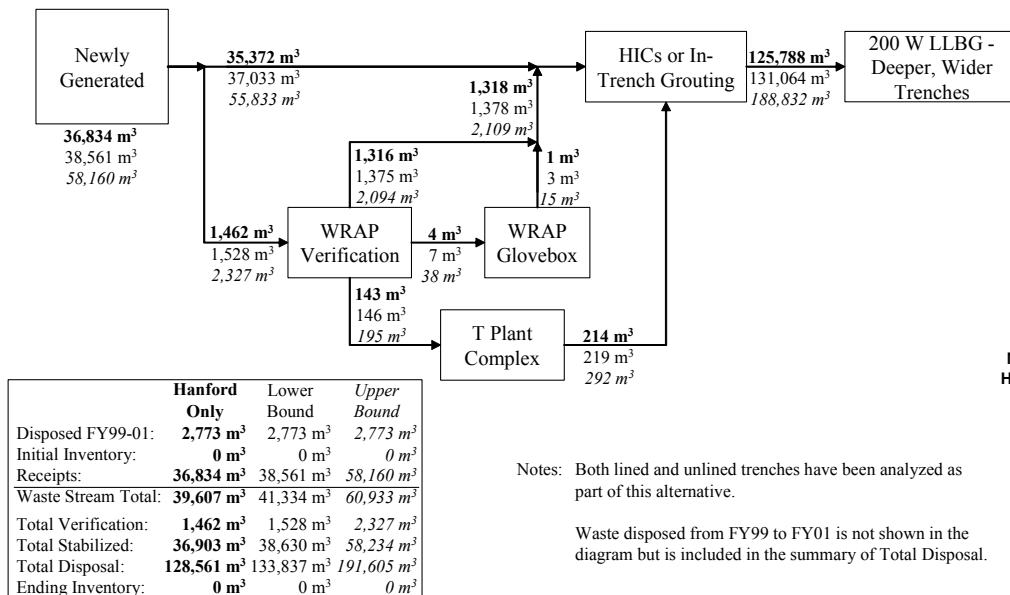 Newly
Generated
36,834 m³
38,561 m³
58,160 m³
35,372 m³
37,033 m³
55,833 m³
HICs or In-
Trench Grouting
125,788 m³
131,064 m³
188,832 m³
200 W LLBG -
Deeper, Wider
Trenches
1,318 m³
1,378 m³
2,109 m³
1,316 m³
1,375 m³
2,094 m³
1 m³
3 m³
15 m³
1,462 m³
1,528 m³
2,327 m³
WRAP
Verification
4 m³
7 m³
38 m³
WRAP
Glovebox
143 m³
146 m³
195 m³
T Plant
Complex
214 m³
219 m³
292 m³
H
Hanford Lower Upper
Only Bound Bound
Disposed FY99-01: 2,773 m³ 2,773 m³ 2,773 m³
Initial Inventory: 0 m³ 0 m³ 0 m³
Receipts: 36,834 m³ 38,561 m³ 58,160 m³
Waste Stream Total: 39,607 m³ 41,334 m³ 60,933 m³
Total Verification: 1,462 m³ 1,528 m³ 2,327 m³
Total Stabilized: 36,903 m³ 38,630 m³ 58,234 m³
Total Disposal: 128,561 m³ 133,837 m³ 191,605 m³
Ending Inventory: 0 m³ 0 m³ 0 m³
Notes: Both lined and unlined trenches have been analyzed as
part of this alternative.
Waste disposed from FY99 to FY01 is not shown in the
diagram but is included in the summary of Total Disposal.